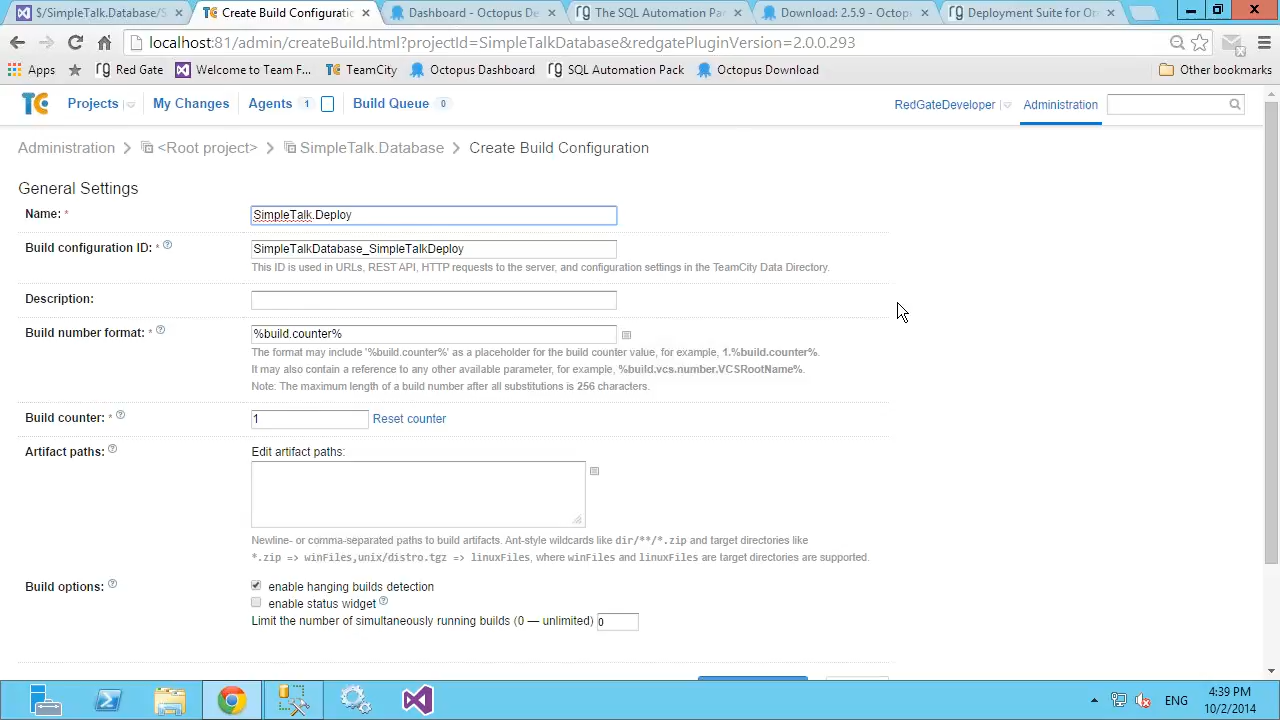 $/SimpleTalk.Database/S
Create Build Configuratio
Dashboard - Octopus De
The SQL Automation Pa
Download: 2.5.9 - Octop
Deployment Suite for Or
localhost:81/admin/createBuild.html?projectId=SimpleTalkDatabase&redgatePluginVersion=2.0.0.293
Apps Red Gate Welcome to Team F... TeamCity Octopus Dashboard SQL Automation Pack Octopus Download Other bookmarks
TC Projects My Changes Agents 1 Build Queue 0 RedGateDeveloper Administration
Administration > <Root project> > SimpleTalk.Database > Create Build Configuration
General Settings
Name: * SimpleTalk.Deploy
Build configuration ID: * SimpleTalkDatabase_SimpleTalkDeploy
This ID is used in URLs, REST API, HTTP requests to the server, and configuration settings in the TeamCity Data Directory.
Description:
Build number format: * %build.counter%
The format may include '%build.counter%' as a placeholder for the build counter value, for example, 1.%build.counter%.
It may also contain a reference to any other available parameter, for example, %build.vcs.number.VCSRootName%.
Note: The maximum length of a build number after all substitutions is 256 characters.
Build counter: * 1 Reset counter
Artifact paths: Edit artifact paths:
Newline- or comma-separated paths to build artifacts. Ant-style wildcards like dir/**/*.zip and target directories like
*.zip => winFiles,unix/distro.tgz => linuxFiles, where winFiles and linuxFiles are target directories are supported.
Build options: enable hanging builds detection
enable status widget
Limit the number of simultaneously running builds (0 — unlimited) 0
ENG
4:39 PM
10/2/2014